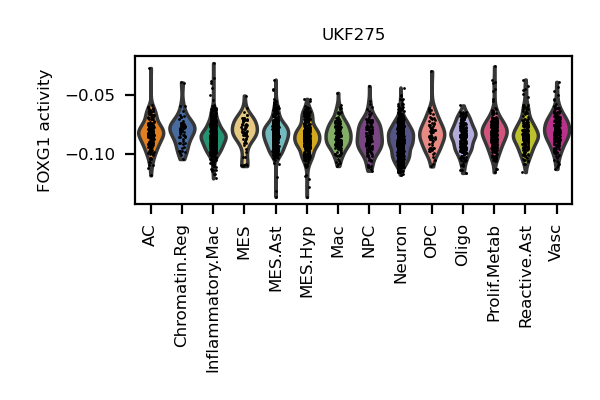 UKF275
FOXG1 activity
−0.05
−0.10
AC
Chromatin.Reg
Inflammatory.Mac
MES
MES.Ast
MES.Hyp
Mac
NPC
Neuron
OPC
Oligo
Prolif.Metab
Reactive.Ast
Vasc